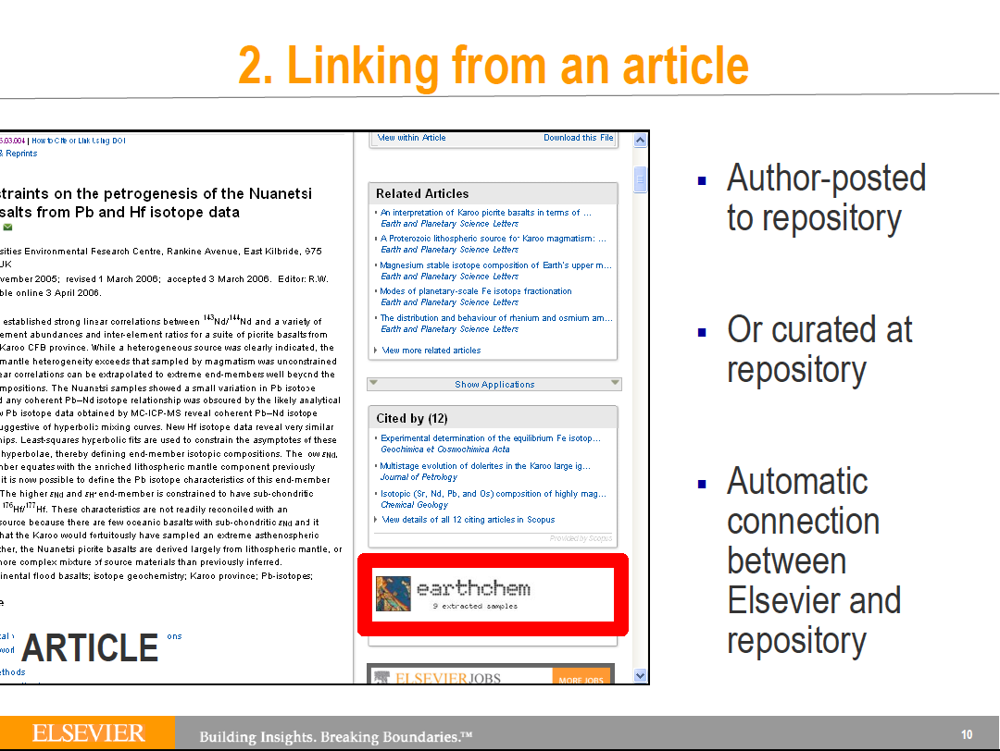 2. Linking from an article
5.03.004 | How to Cite or Link Using DOI
& Reprints
straints on the petrogenesis of the Nuanetsi
salts from Pb and Hf isotope data
sities Environmental Research Centre, Rankine Avenue, East Kilbride, G75
UK
vember 2005; revised 1 March 2006; accepted 3 March 2006. Editor: R.W.
ble online 3 April 2006.
established strong linear correlations between 143Nd/144Nd and a variety of
ement abundances and inter-element ratios for a suite of picrite basalts from
Karoo CFB province. While a heterogeneous source was clearly indicated, the
mantle heterogeneity exceeds that sampled by magmatism was unconstrained
ear correlations can be extrapolated to extreme end-members well beyond the
mpositions. The Nuanetsi samples showed a small variation in Pb isotope
d any coherent Pb–Nd isotope relationship was obscured by the likely analytical
w Pb isotope data obtained by MC-ICP-MS reveal coherent Pb–Nd isotope
uggestive of hyperbolic mixing curves. New Hf isotope data reveal very similar
hips. Least-squares hyperbolic fits are used to constrain the asymptotes of these
hyperbolae, thereby defining end-member isotopic compositions. The low εNd,
mber equates with the enriched lithospheric mantle component previously
it is now possible to define the Pb isotope characteristics of this end-member
The higher εNd and εHf end-member is constrained to have sub-chondritic
176Hf/177Hf. These characteristics are not readily reconciled with an
source because there are few oceanic basalts with sub-chondritic εNd and it
hat the Karoo would fortuitously have sampled an extreme asthenospheric
ther, the Nuanetsi picrite basalts are derived largely from lithospheric mantle, or
more complex mixture of source materials than previously inferred.
inental flood basalts; isotope geochemistry; Karoo province; Pb-isotopes;
e
ons
ARTICLE
ethods
View within Article Download this File
Related Articles
An interpretation of Karoo picrite basalts in terms of ...
Earth and Planetary Science Letters
A Proterozoic lithospheric source for Karoo magmatism: ...
Earth and Planetary Science Letters
Magnesium stable isotope composition of Earth's upper m...
Earth and Planetary Science Letters
Modes of planetary-scale Fe isotope fractionation
Earth and Planetary Science Letters
The distribution and behaviour of rhenium and osmium am...
Earth and Planetary Science Letters
View more related articles
Show Applications
Cited by (12)
Experimental determination of the equilibrium Fe isotop...
Geochimica et Cosmochimica Acta
Multistage evolution of dolerites in the Karoo large ig...
Journal of Petrology
Isotopic (Sr, Nd, Pb, and Os) composition of highly mag...
Chemical Geology
View details of all 12 citing articles in Scopus
Provided by Scopus
earthchem
9 extracted samples
ELSEVIERJOBS MORE JOBS
▪ Author-posted
to repository
▪ Or curated at
repository
▪ Automatic
connection
between
Elsevier and
repository
ELSEVIER Building Insights. Breaking Boundaries.™ 10